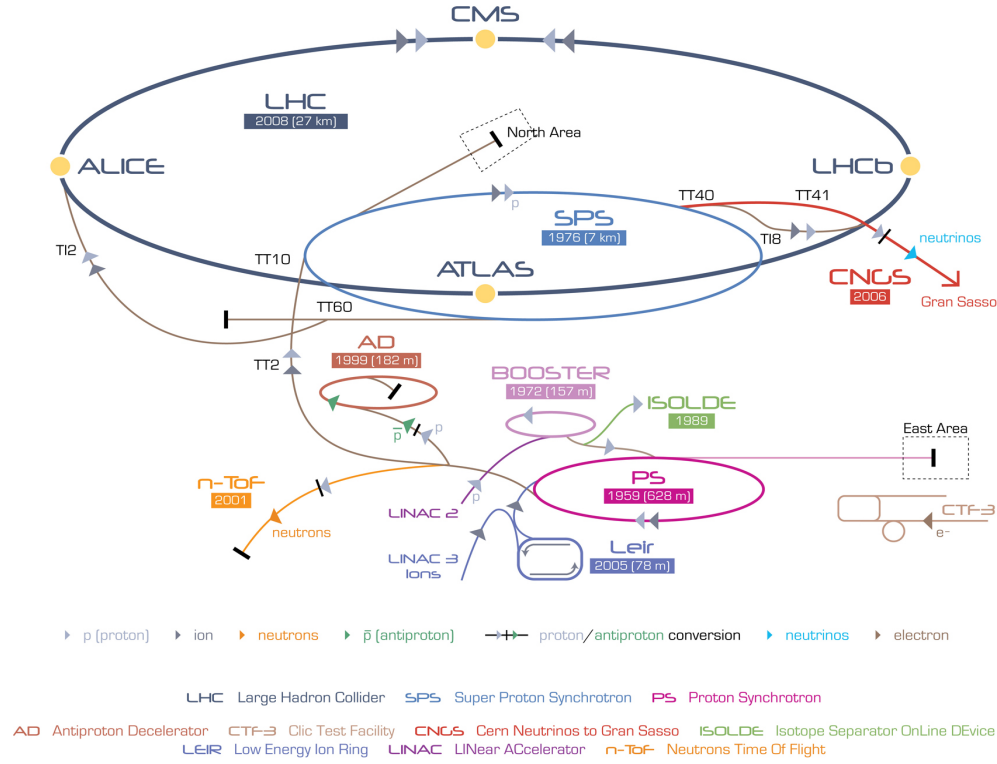 CMS
LHC
2008 (27 km)
North Area
ALICE
LHCb
TT40
TT41
SPS
1976 (7 km)
p
TI2
TI8
TT10
ATLAS
neutrinos
CNGS
2006
Gran Sasso
TT60
AD
1999 (182 m)
TT2
BOOSTER
1972 (157 m)
ISOLDE
1989
p̅
p
East Area
n-ToF
2001
PS
1959 (628 m)
p
LINAC 2
neutrons
CTF-3
e⁻
LINAC 3
Ions
Leir
2005 (78 m)
p (proton) ion neutrons p̅ (antiproton) proton/antiproton conversion neutrinos electron
LHC Large Hadron Collider SPS Super Proton Synchrotron PS Proton Synchrotron
AD Antiproton Decelerator CTF-3 Clic Test Facility CNGS Cern Neutrinos to Gran Sasso ISOLDE Isotope Separator OnLine DEvice
LEIR Low Energy Ion Ring LINAC LINear ACcelerator n-ToF Neutrons Time Of Flight